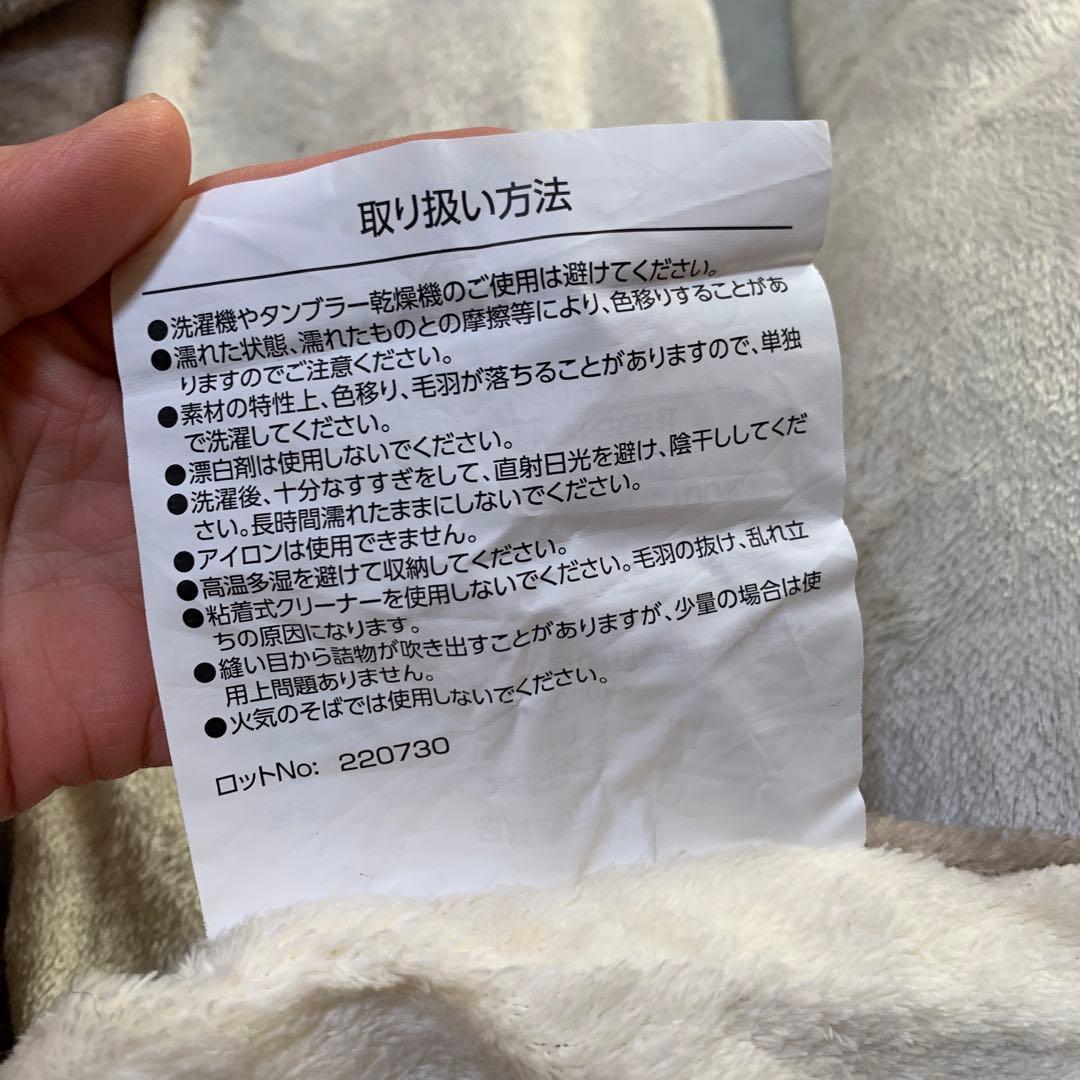 取り扱い方法
●洗濯機やタンブラー乾燥機のご使用は避けてください。
●濡れた状態、濡れたものとの摩擦等により、色移りすることがあ
りますのでご注意ください。
●素材の特性上、色移り、毛羽が落ちることがありますので、単独
で洗濯してください。
●漂白剤は使用しないでください。
●洗濯後、十分なすすぎをして、直射日光を避け、陰干ししてくだ
さい。長時間濡れたままにしないでください。
●アイロンは使用できません。
●高温多湿を避けて収納してください。
●粘着式クリーナーを使用しないでください。毛羽の抜け、乱れ立
ちの原因になります。
●縫い目から詰物が吹き出すことがありますが、少量の場合は使
用上問題ありません。
●火気のそばでは使用しないでください。
ロットNo: 220730